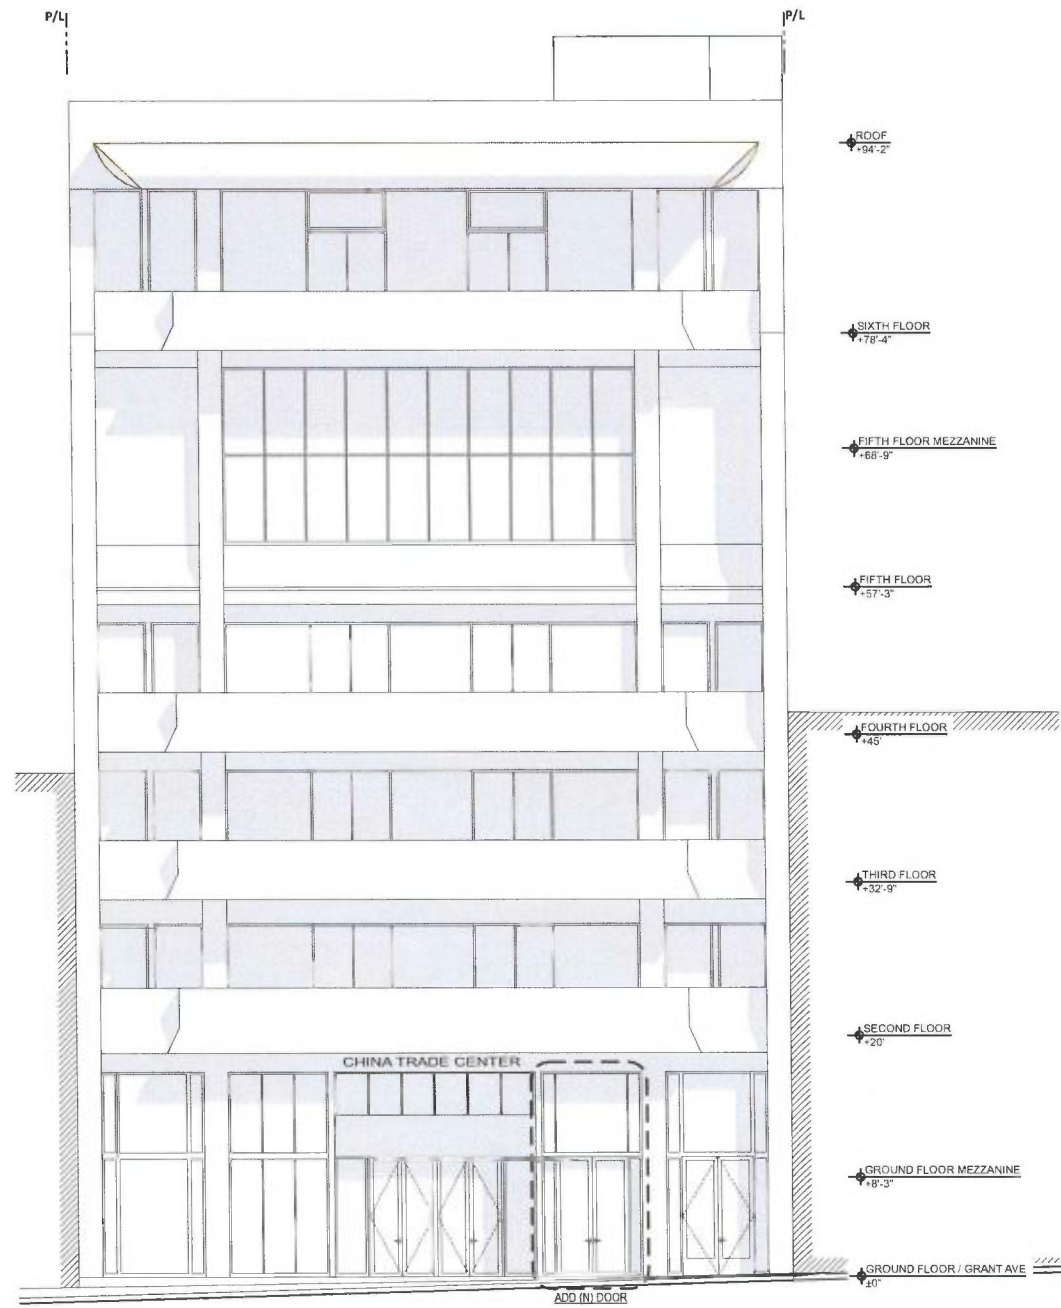 P/L
P/L
ROOF
+94'-2"
SIXTH FLOOR
+78'-4"
FIFTH FLOOR MEZZANINE
+68'-9"
FIFTH FLOOR
+57'-3"
FOURTH FLOOR
+45'
THIRD FLOOR
+32'-9"
SECOND FLOOR
+20'
CHINA TRADE CENTER
GROUND FLOOR MEZZANINE
+8'-3"
GROUND FLOOR / GRANT AVE
±0"
ADD (N) DOOR